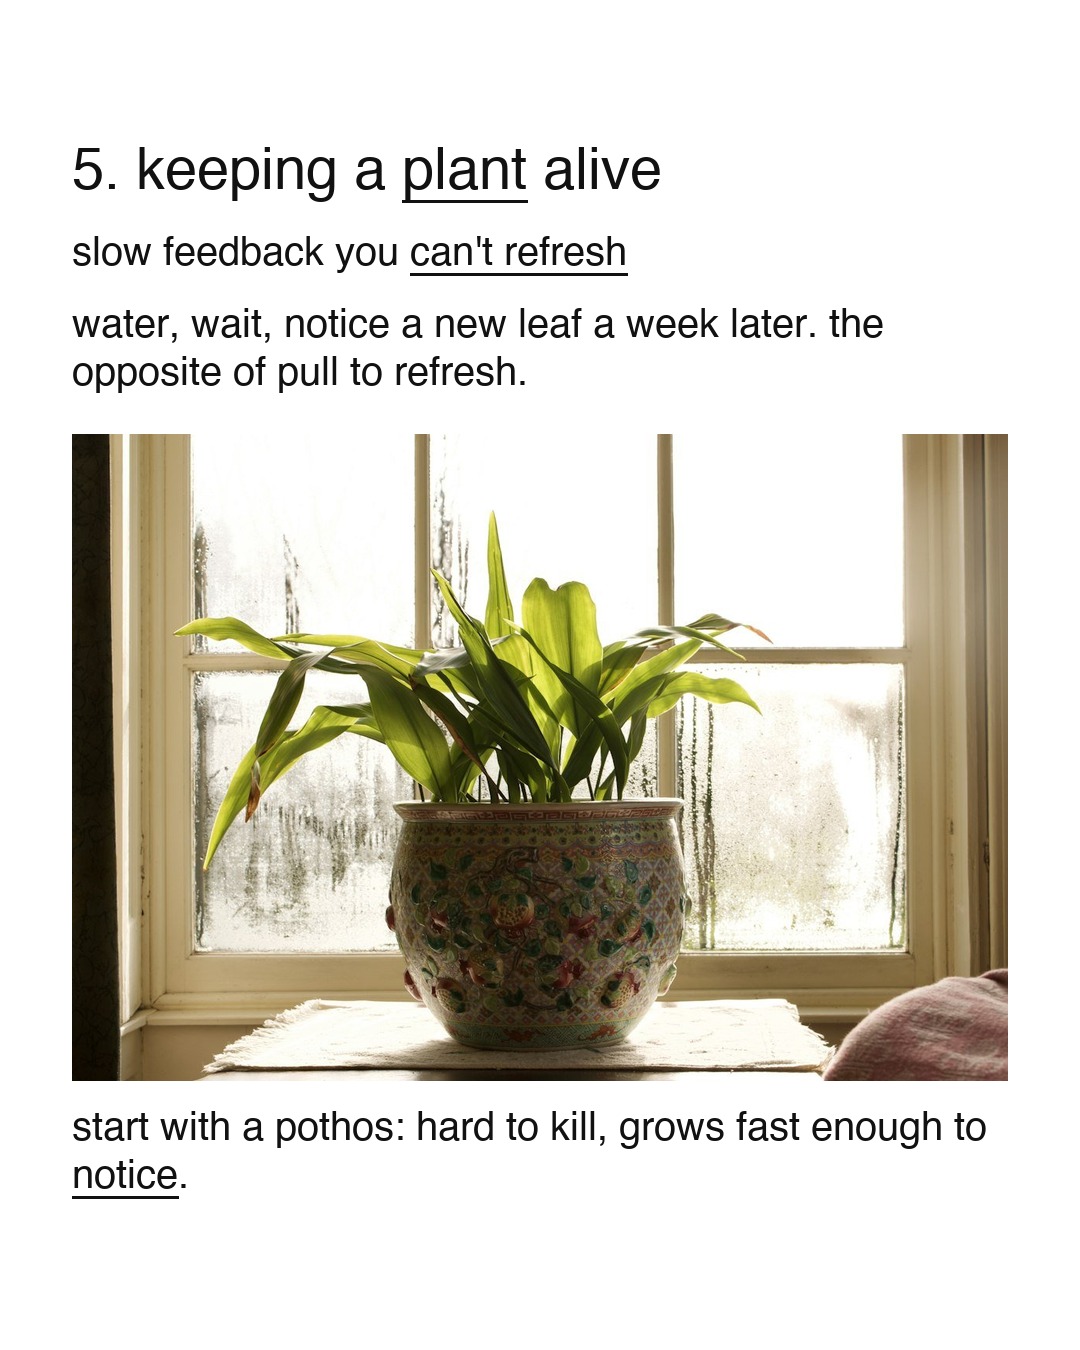 5. keeping a plant alive
slow feedback you can't refresh
water, wait, notice a new leaf a week later. the
opposite of pull to refresh.
start with a pothos: hard to kill, grows fast enough to
notice.